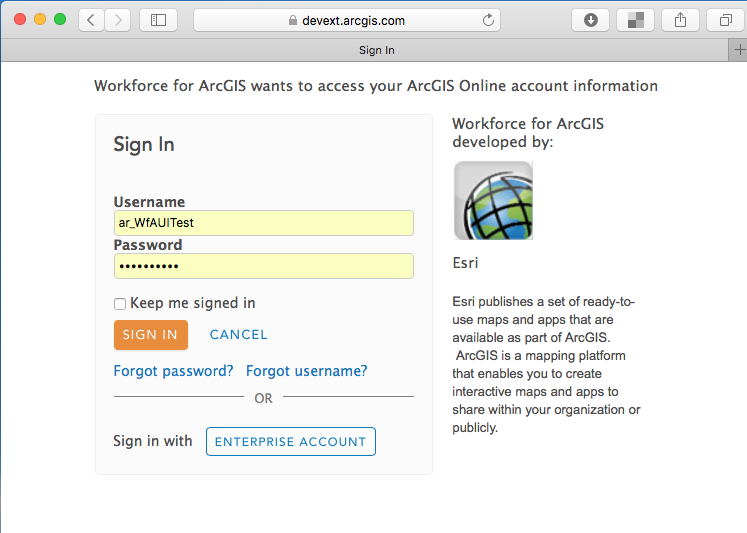 devext.arcgis.com
Sign In
Workforce for ArcGIS wants to access your ArcGIS Online account information
Sign In
Username
ar_WfAUITest
Password
••••••••••
Keep me signed in
SIGN IN CANCEL
Forgot password? Forgot username?
OR
Sign in with ENTERPRISE ACCOUNT
Workforce for ArcGIS
developed by:
Esri
Esri publishes a set of ready-to-
use maps and apps that are
available as part of ArcGIS.
ArcGIS is a mapping platform
that enables you to create
interactive maps and apps to
share within your organization or
publicly.